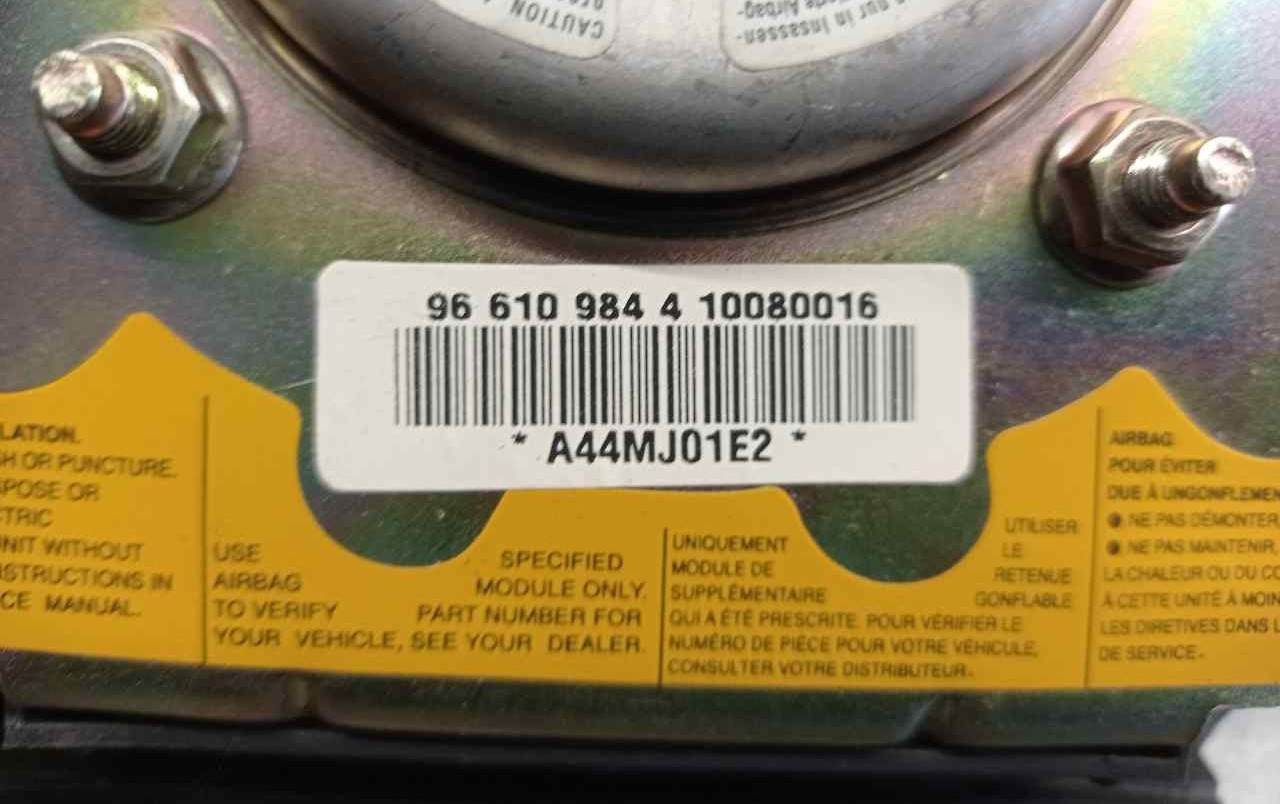 CAUTION
nur in Insassen-
Airbag-
96 610 984 4 10080016
* A44MJ01E2 *
LATION.
H OR PUNCTURE.
POSE OR
TRIC
NIT WITHOUT
STRUCTIONS IN
CE MANUAL.
USE SPECIFIED
AIRBAG MODULE ONLY.
TO VERIFY PART NUMBER FOR
YOUR VEHICLE, SEE YOUR DEALER.
UNIQUEMENT UTILISER
MODULE DE LE
SUPPLÉMENTAIRE RETENUE
GONFLABLE
QUI A ÉTÉ PRESCRITE. POUR VÉRIFIER LE
NUMÉRO DE PIÈCE POUR VOTRE VÉHICULE,
CONSULTER VOTRE DISTRIBUTEUR.
AIRBAG
POUR ÉVITER
DUE À UNGONFLEMEN
● NE PAS DÉMONTER
● NE PAS MAINTENIR,
LA CHALEUR OU DU CO
À CETTE UNITÉ À MOIN
LES DIRETIVES DANS L
DE SERVICE.